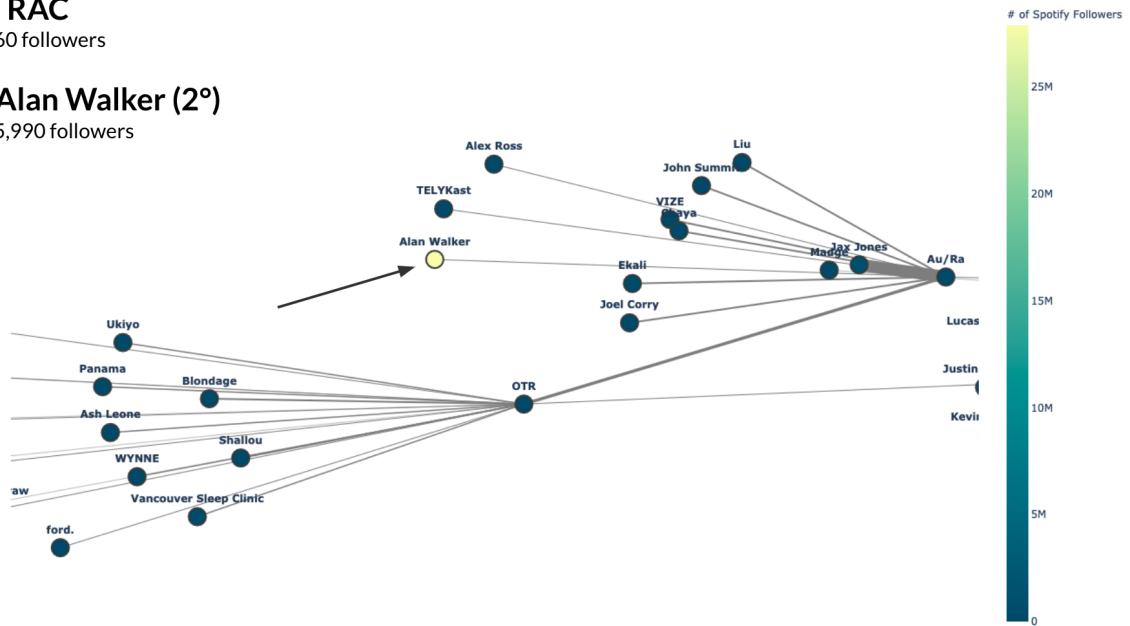 RAC
60 followers
Alan Walker (2°)
5,990 followers
# of Spotify Followers
25M
20M
15M
10M
5M
0
Alex Ross
Liu
John Summ
TELYKast
VIZE
Alan Walker
Madge
Jax Jones
Au/Ra
Ekali
Joel Corry
Lucas
Ukiyo
Panama
Blondage
OTR
Justin
Ash Leone
Kevin
Shallou
WYNNE
raw
Vancouver Sleep Clinic
ford.